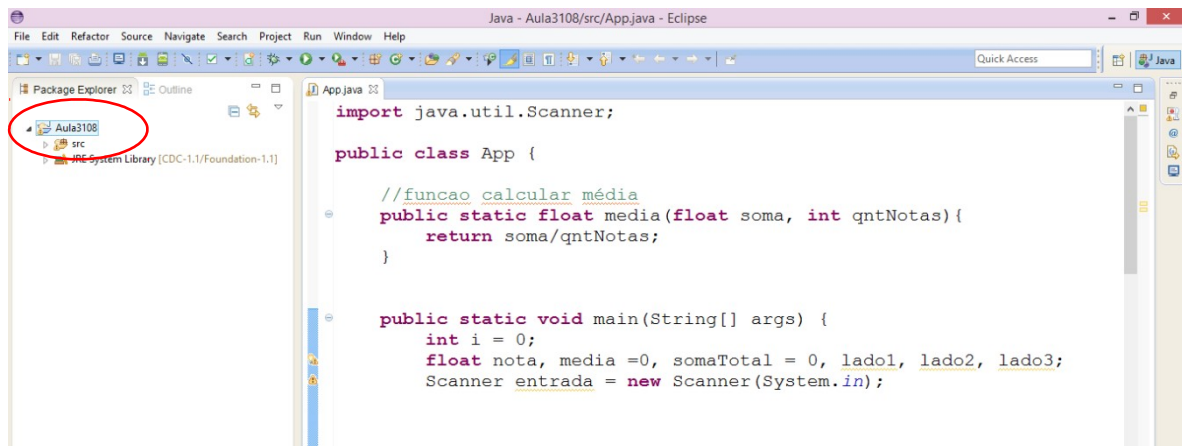 Java - Aula3108/src/App.java - Eclipse
File Edit Refactor Source Navigate Search Project Run Window Help
Quick Access
Java
Package Explorer
Outline
App.java
Aula3108
src
JRE System Library [CDC-1.1/Foundation-1.1]
import java.util.Scanner;
public class App {
//funcao calcular média
public static float media(float soma, int qntNotas){
return soma/qntNotas;
}
public static void main(String[] args) {
int i = 0;
float nota, media =0, somaTotal = 0, lado1, lado2, lado3;
Scanner entrada = new Scanner(System.in);